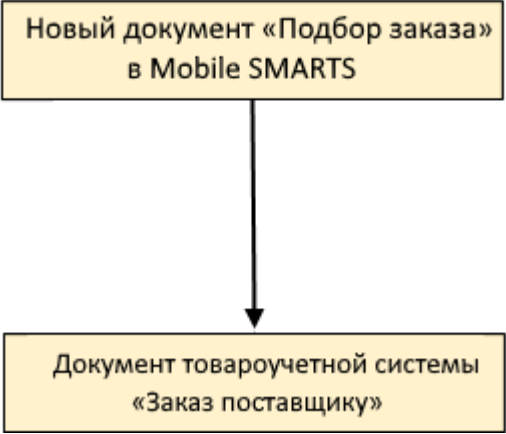 Новый документ «Подбор заказа»
в Mobile SMARTS
Документ товароучетной системы
«Заказ поставщику»